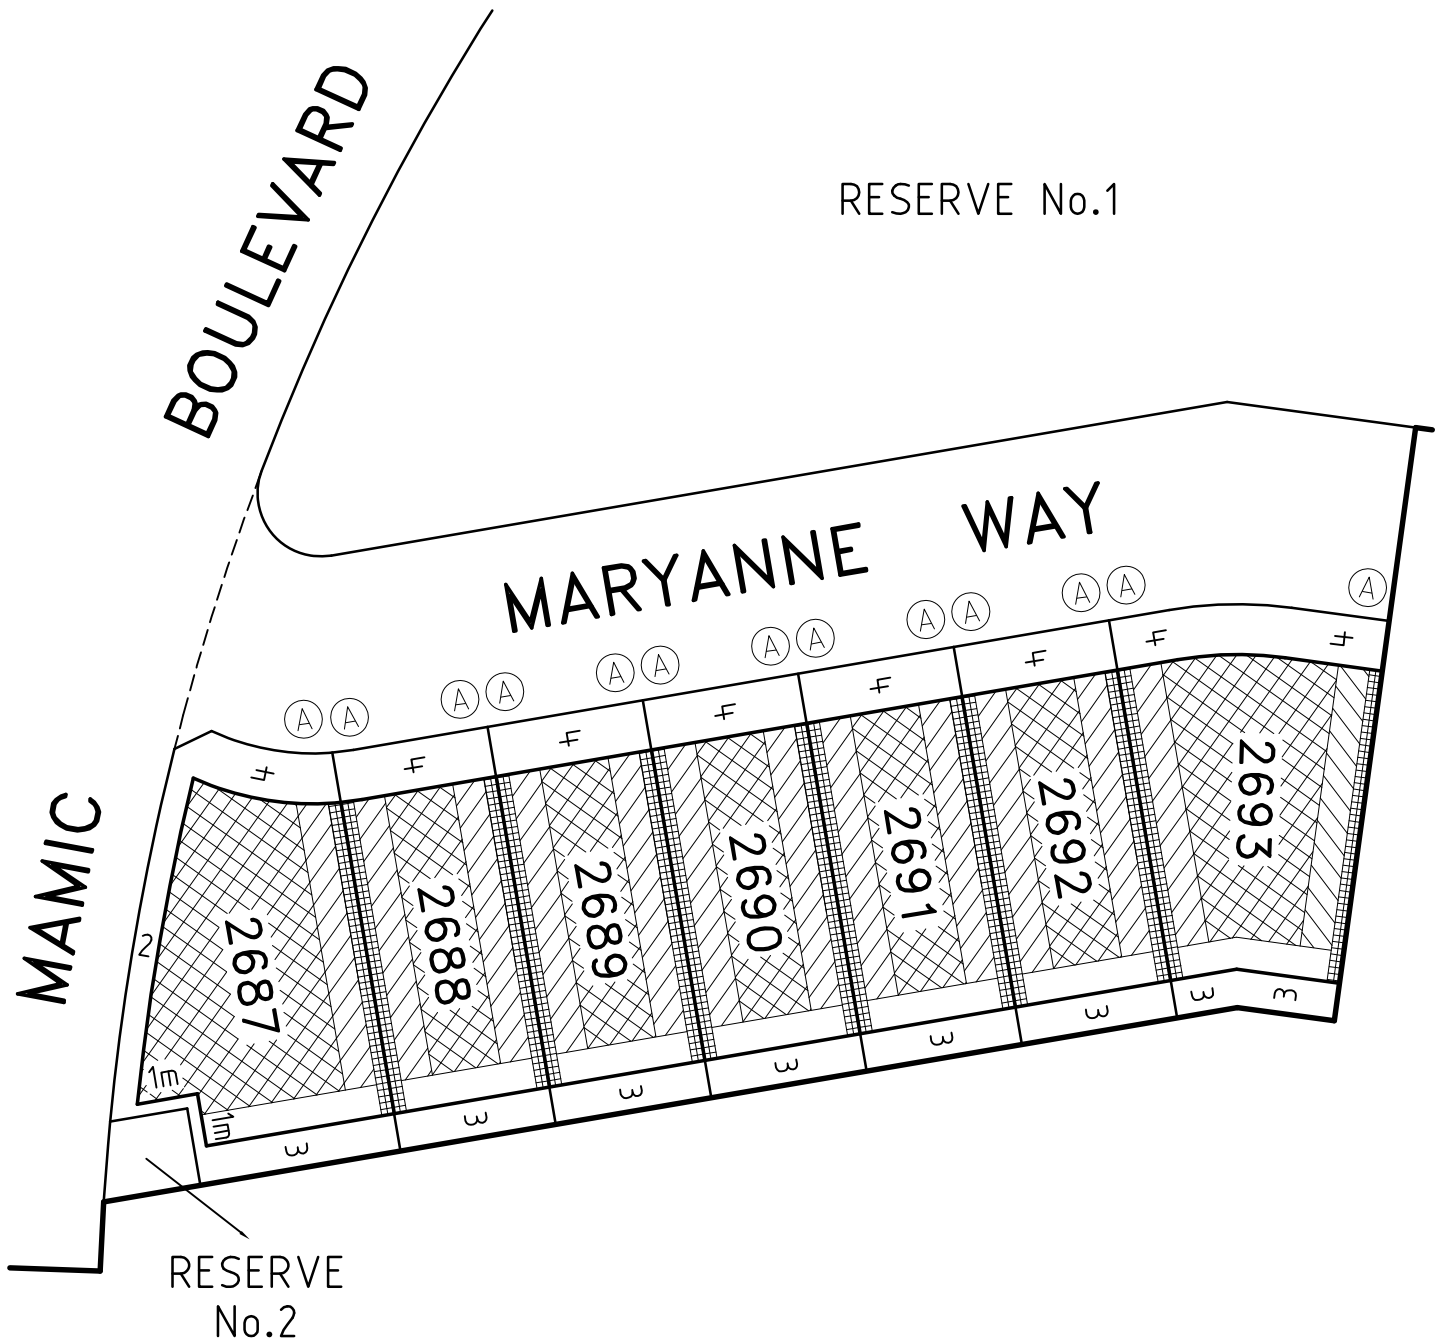 BOULEVARD
RESERVE No.1
MARYANNE WAY
A A A A A A A A A A A A A
4 4 4 4 4 4 4 4
MAMIC
2
2687
2688
2689
2690
2691
2692
2693
1m
1m
3 3 3 3 3 3 3 3
RESERVE
No.2